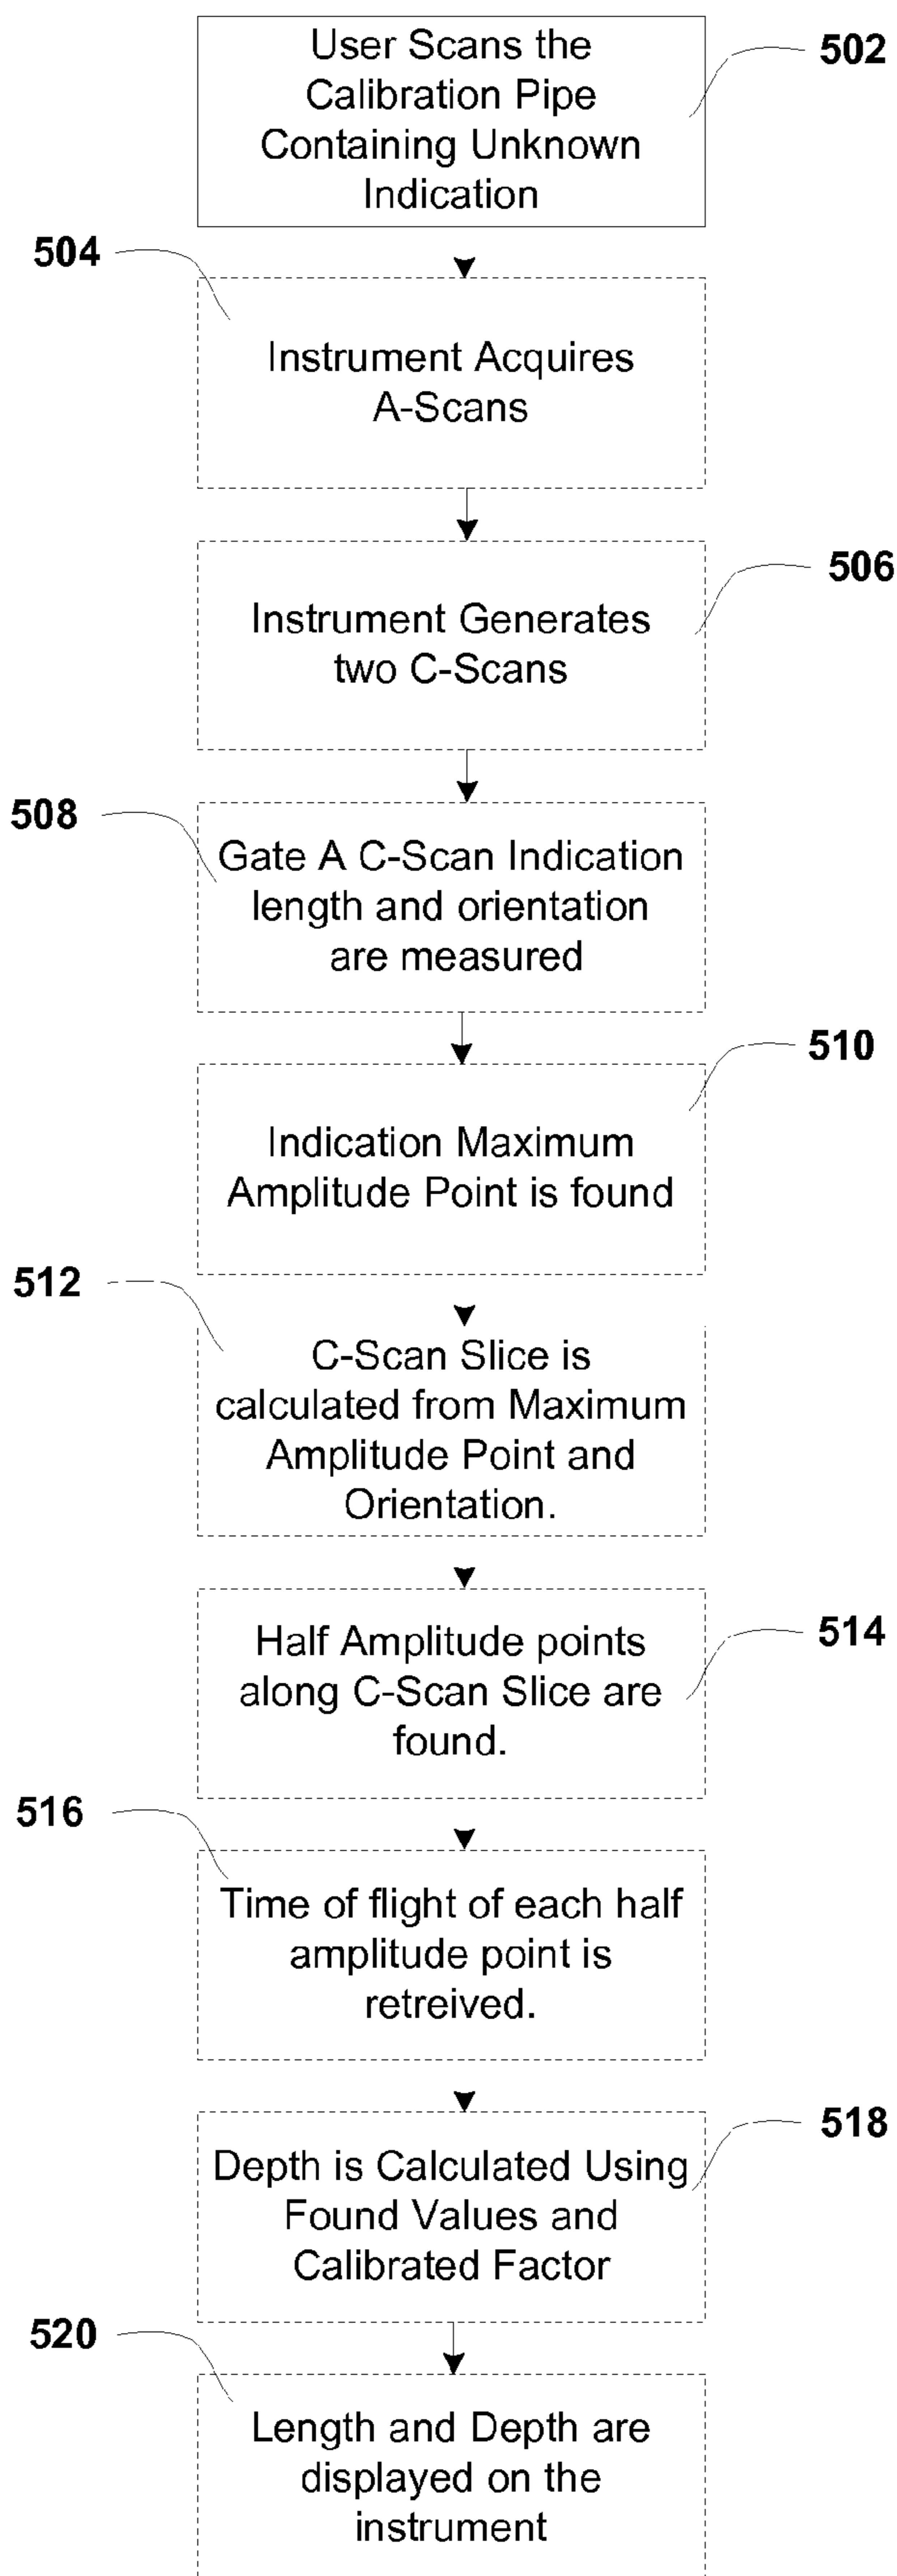 User Scans the
Calibration Pipe
Containing Unknown
Indication
502
504
Instrument Acquires
A-Scans
Instrument Generates
two C-Scans
506
508
Gate A C-Scan Indication
length and orientation
are measured
510
Indication Maximum
Amplitude Point is found
512
C-Scan Slice is
calculated from Maximum
Amplitude Point and
Orientation.
Half Amplitude points
along C-Scan Slice are
found.
514
516
Time of flight of each half
amplitude point is
retreived.
518
Depth is Calculated Using
Found Values and
Calibrated Factor
520
Length and Depth are
displayed on the
instrument